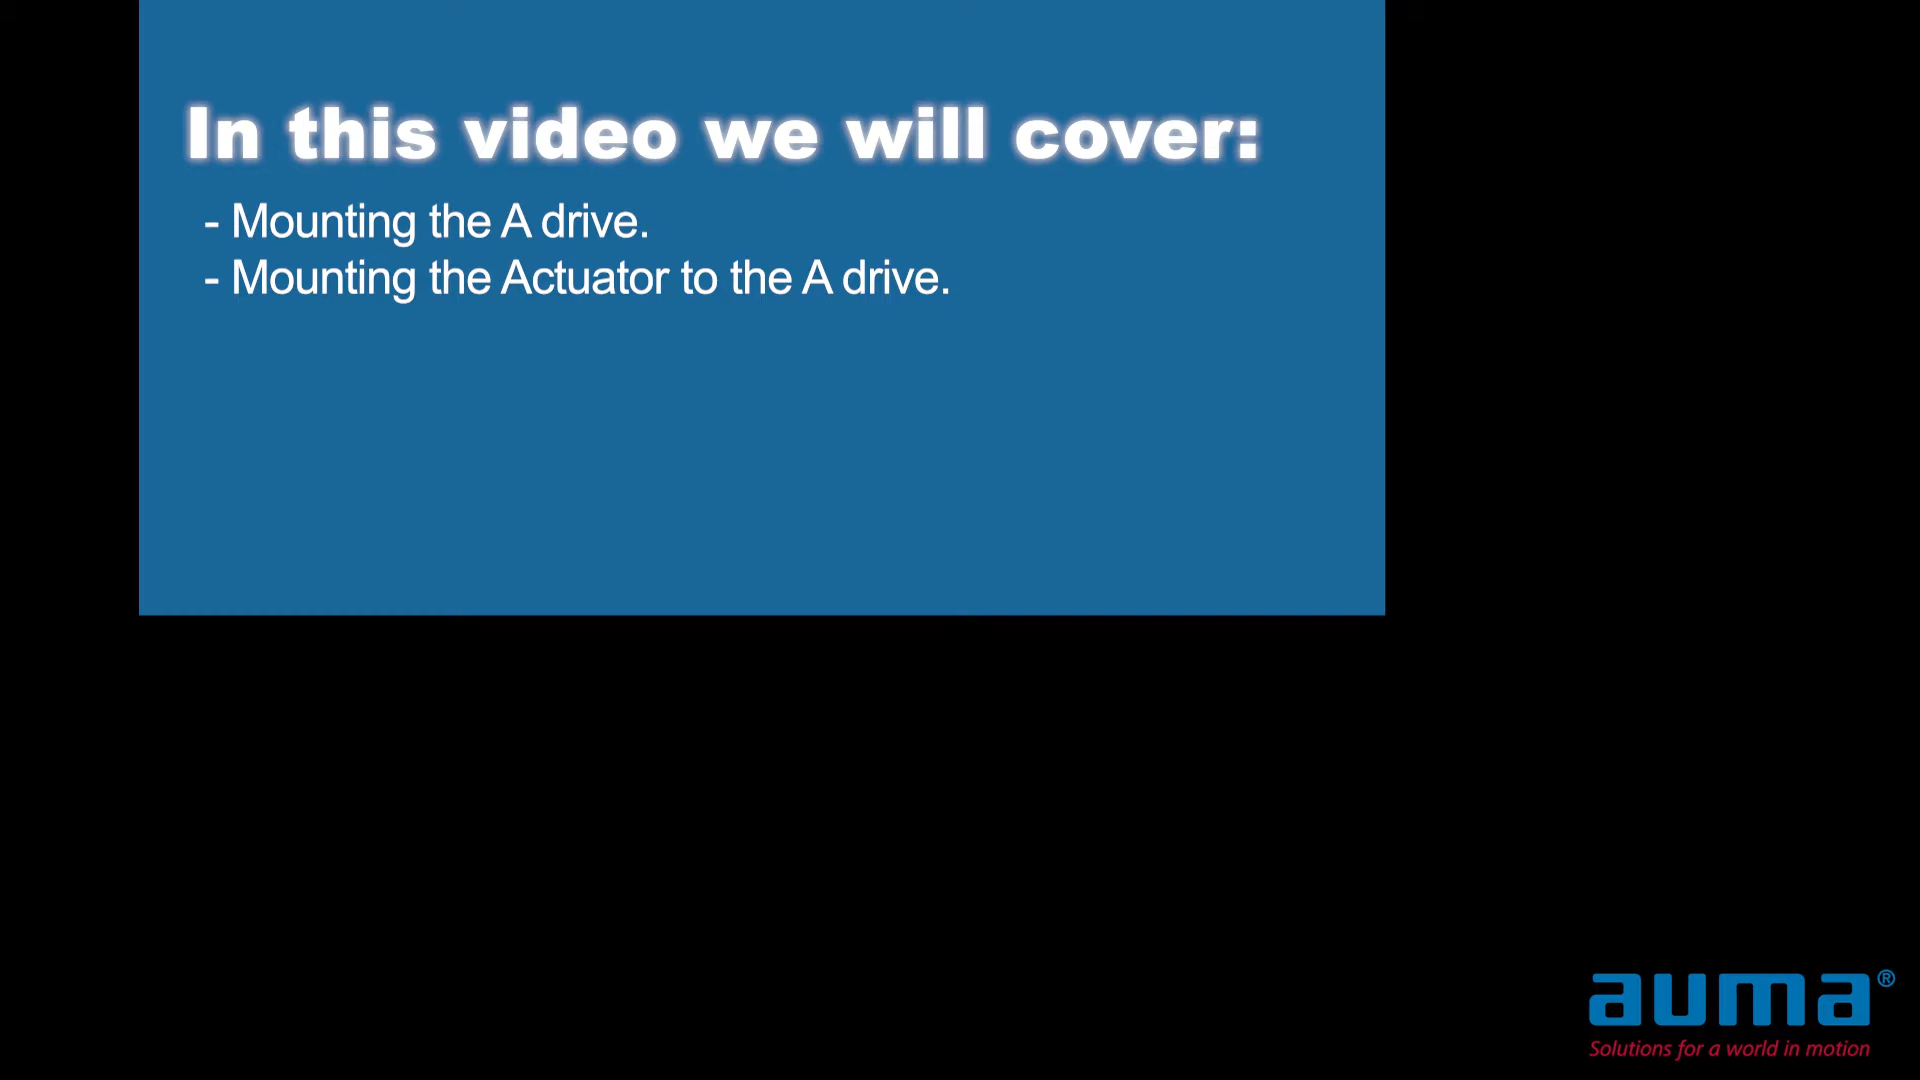 In this video we will cover:
- Mounting the A drive.
- Mounting the Actuator to the A drive.
auma®
Solutions for a world in motion